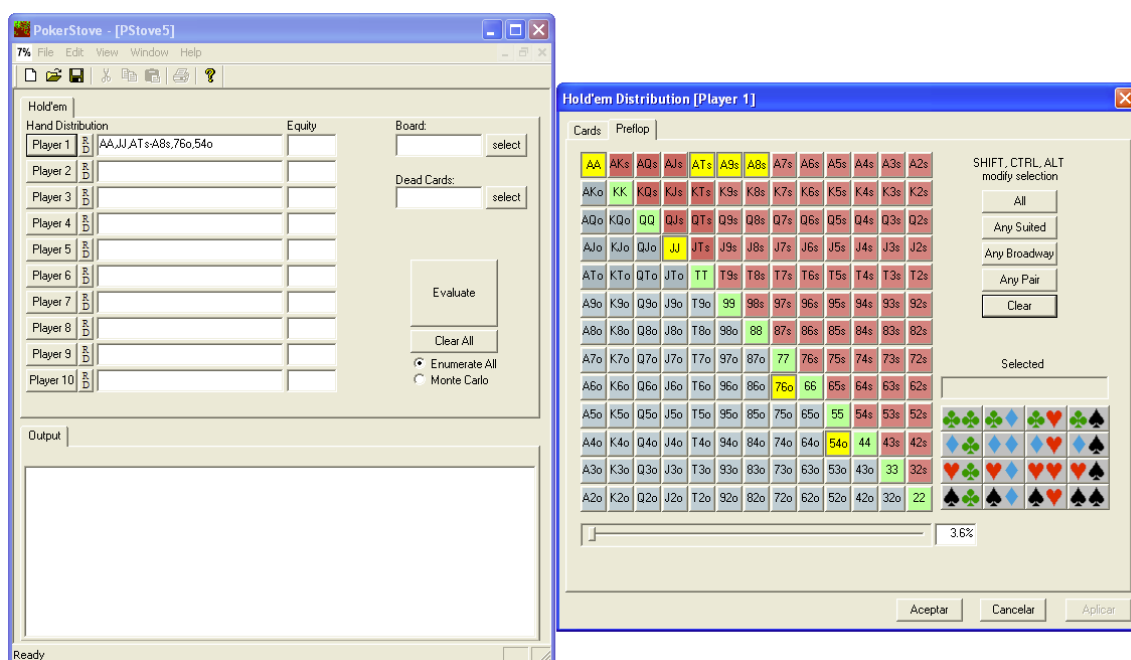 PokerStove - [PStove5]
7% File Edit View Window Help
Hold'em
Hand Distribution Equity Board:
Player 1 R D AA,JJ,ATs-A8s,76o,54o select
Player 2 R D
Dead Cards:
Player 3 R D select
Player 4 R D
Player 5 R D
Player 6 R D
Player 7 R D Evaluate
Player 8 R D
Clear All
Player 9 R D Enumerate All
Player 10 R D Monte Carlo
Output
Ready
Hold'em Distribution [Player 1]
Cards Preflop
AA AKs AQs AJs ATs A9s A8s A7s A6s A5s A4s A3s A2s
AKo KK KQs KJs KTs K9s K8s K7s K6s K5s K4s K3s K2s
AQo KQo QQ QJs QTs Q9s Q8s Q7s Q6s Q5s Q4s Q3s Q2s
AJo KJo QJo JJ JTs J9s J8s J7s J6s J5s J4s J3s J2s
ATo KTo QTo JTo TT T9s T8s T7s T6s T5s T4s T3s T2s
A9o K9o Q9o J9o T9o 99 98s 97s 96s 95s 94s 93s 92s
A8o K8o Q8o J8o T8o 98o 88 87s 86s 85s 84s 83s 82s
A7o K7o Q7o J7o T7o 97o 87o 77 76s 75s 74s 73s 72s
A6o K6o Q6o J6o T6o 96o 86o 76o 66 65s 64s 63s 62s
A5o K5o Q5o J5o T5o 95o 85o 75o 65o 55 54s 53s 52s
A4o K4o Q4o J4o T4o 94o 84o 74o 64o 54o 44 43s 42s
A3o K3o Q3o J3o T3o 93o 83o 73o 63o 53o 43o 33 32s
A2o K2o Q2o J2o T2o 92o 82o 72o 62o 52o 42o 32o 22
SHIFT, CTRL, ALT
modify selection
All
Any Suited
Any Broadway
Any Pair
Clear
Selected
3.6%
Aceptar Cancelar Aplicar